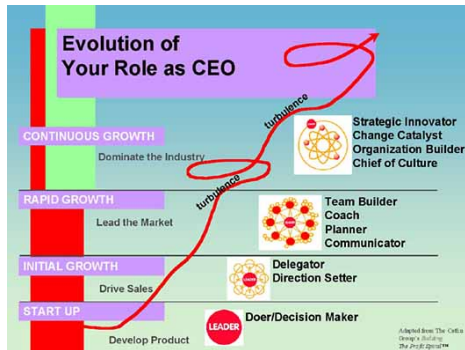 Evolution of
Your Role as CEO
turbulence
CONTINUOUS GROWTH
Dominate the Industry
Strategic Innovator
Change Catalyst
Organization Builder
Chief of Culture
RAPID GROWTH
Lead the Market
turbulence
Team Builder
Coach
Planner
Communicator
INITIAL GROWTH
Drive Sales
LEADER
Delegator
Direction Setter
START UP
Develop Product
LEADER
Doer/Decision Maker
Adapted from The Catlin
Group's Building
The Profit Spiral™